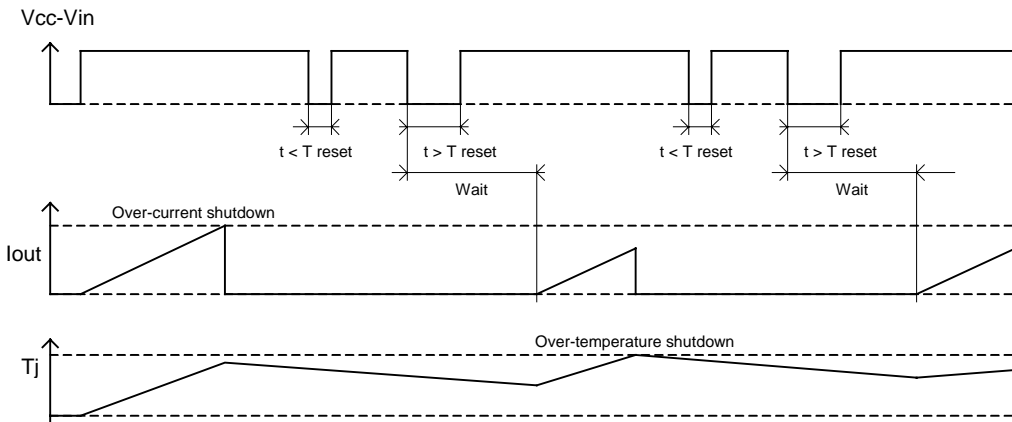 Vcc-Vin
t < T reset
t > T reset
t < T reset
t > T reset
Wait
Wait
Over-current shutdown
Iout
Over-temperature shutdown
Tj